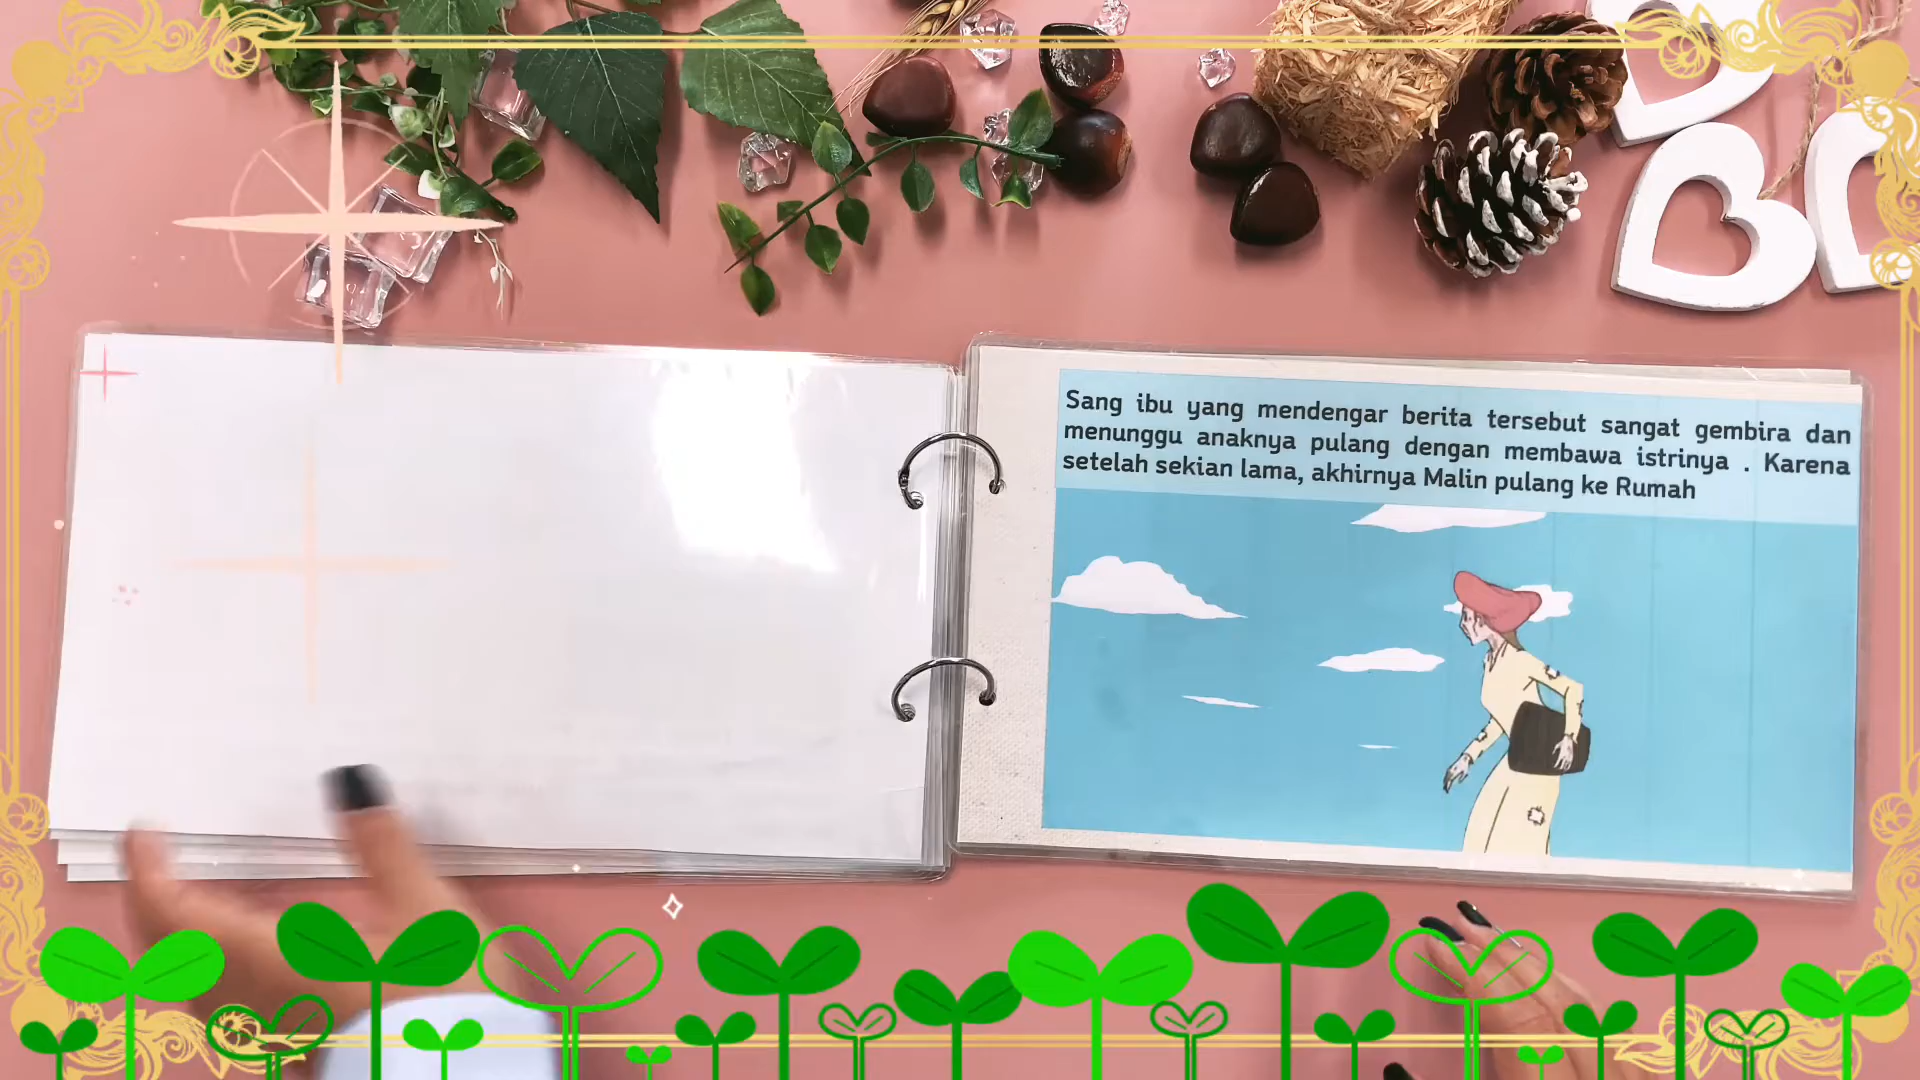 Sang ibu yang mendengar berita tersebut sangat gembira dan
menunggu anaknya pulang dengan membawa istrinya . Karena
setelah sekian lama, akhirnya Malin pulang ke Rumah